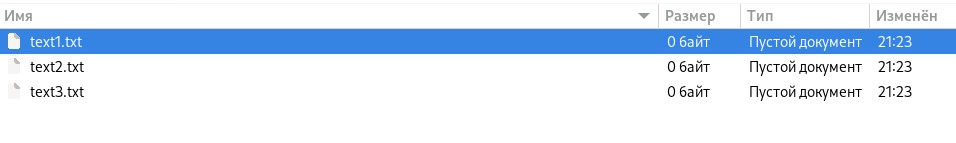 Имя Размер Тип Изменён
text1.txt 0 байт Пустой документ 21:23
text2.txt 0 байт Пустой документ 21:23
text3.txt 0 байт Пустой документ 21:23